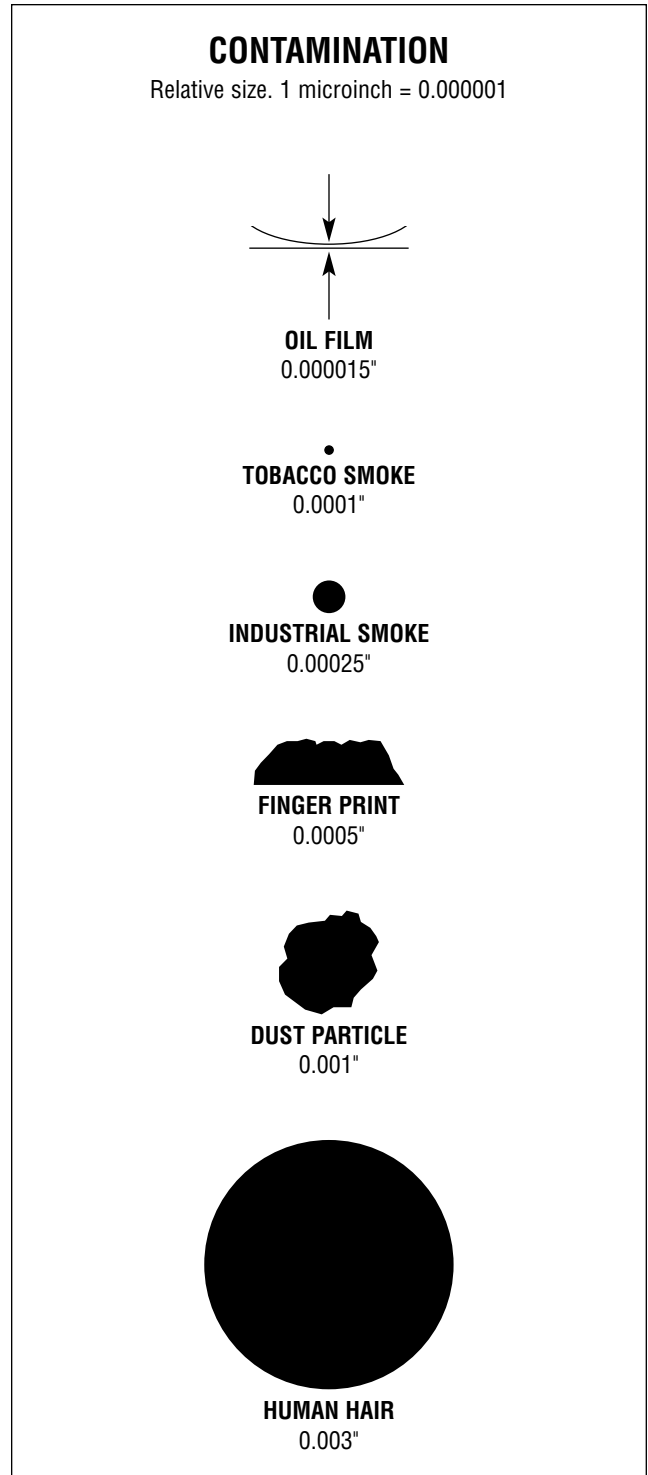 CONTAMINATION
Relative size. 1 microinch = 0.000001
OIL FILM
0.000015"
TOBACCO SMOKE
0.0001"
INDUSTRIAL SMOKE
0.00025"
FINGER PRINT
0.0005"
DUST PARTICLE
0.001"
HUMAN HAIR
0.003"